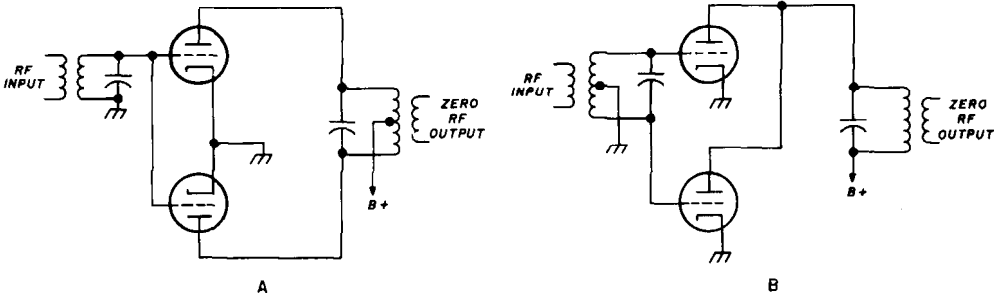 RF
INPUT
ZERO
RF
OUTPUT
B+
A
RF
INPUT
ZERO
RF
OUTPUT
B+
B